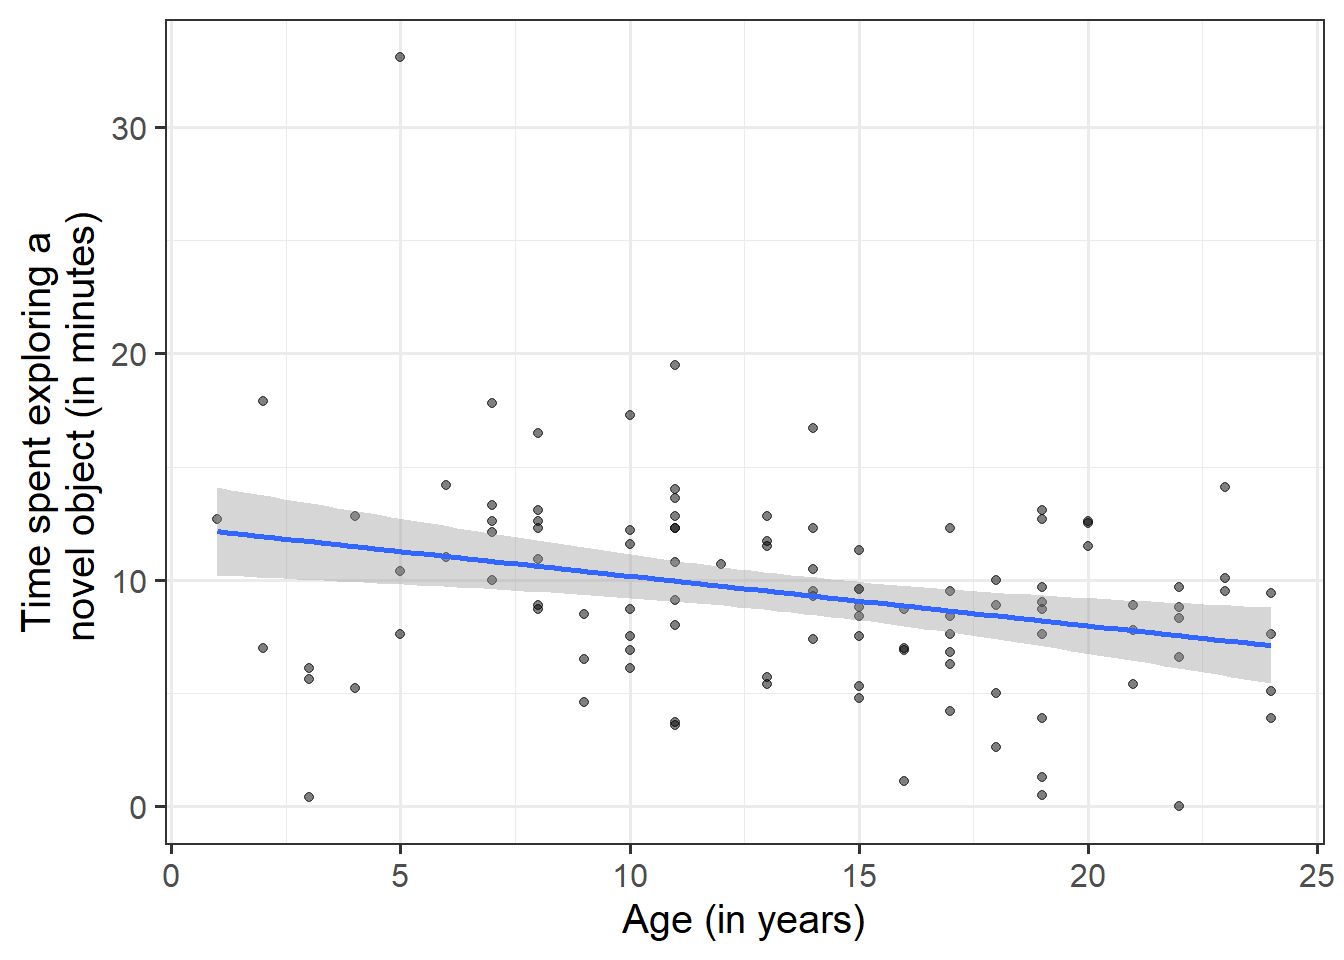 Time spent exploring a
novel object (in minutes)
30
20
10
0
0 5 10 15 20 25
Age (in years)